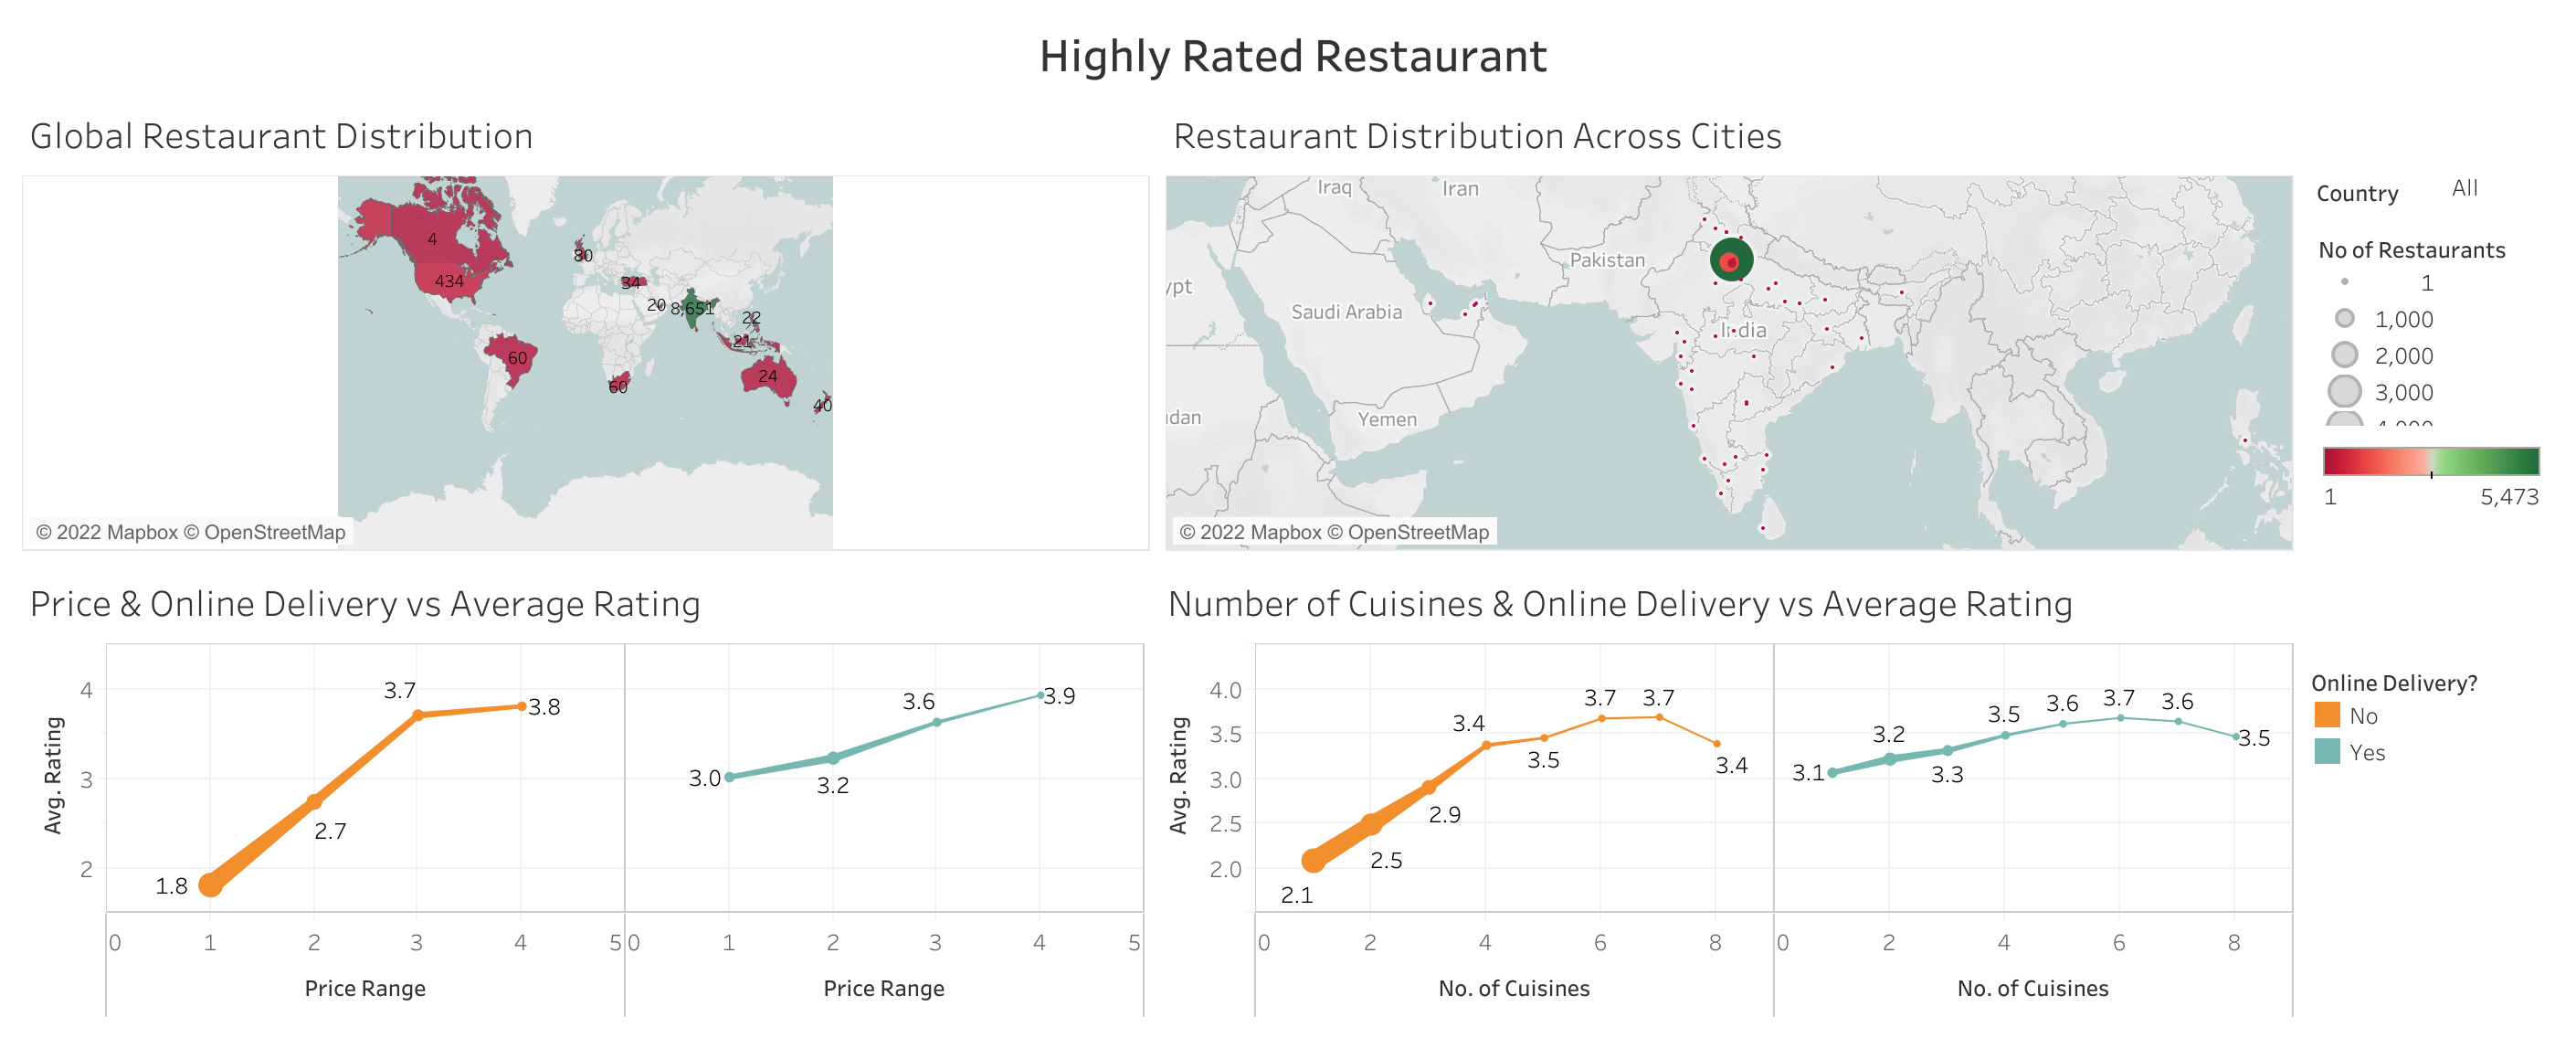 Highly Rated Restaurant
Global Restaurant Distribution
4
434
60
80
34
20
8,651
22
21
60
24
40
© 2022 Mapbox © OpenStreetMap
Restaurant Distribution Across Cities
Iraq
Iran
Pakistan
ypt
Saudi Arabia
India
Yemen
dan
© 2022 Mapbox © OpenStreetMap
Country All
No of Restaurants
1
1,000
2,000
3,000
4,000
1 5,473
Price & Online Delivery vs Average Rating
Avg. Rating
4
3
2
1.8
2.7
3.7
3.8
3.0
3.2
3.6
3.9
0 1 2 3 4 5 0 1 2 3 4 5
Price Range Price Range
Number of Cuisines & Online Delivery vs Average Rating
Avg. Rating
4.0
3.5
3.0
2.5
2.0
2.1
2.5
2.9
3.4
3.5
3.7
3.7
3.4
3.1
3.2
3.3
3.5
3.6
3.7
3.6
3.5
0 2 4 6 8 0 2 4 6 8
No. of Cuisines No. of Cuisines
Online Delivery?
No
Yes